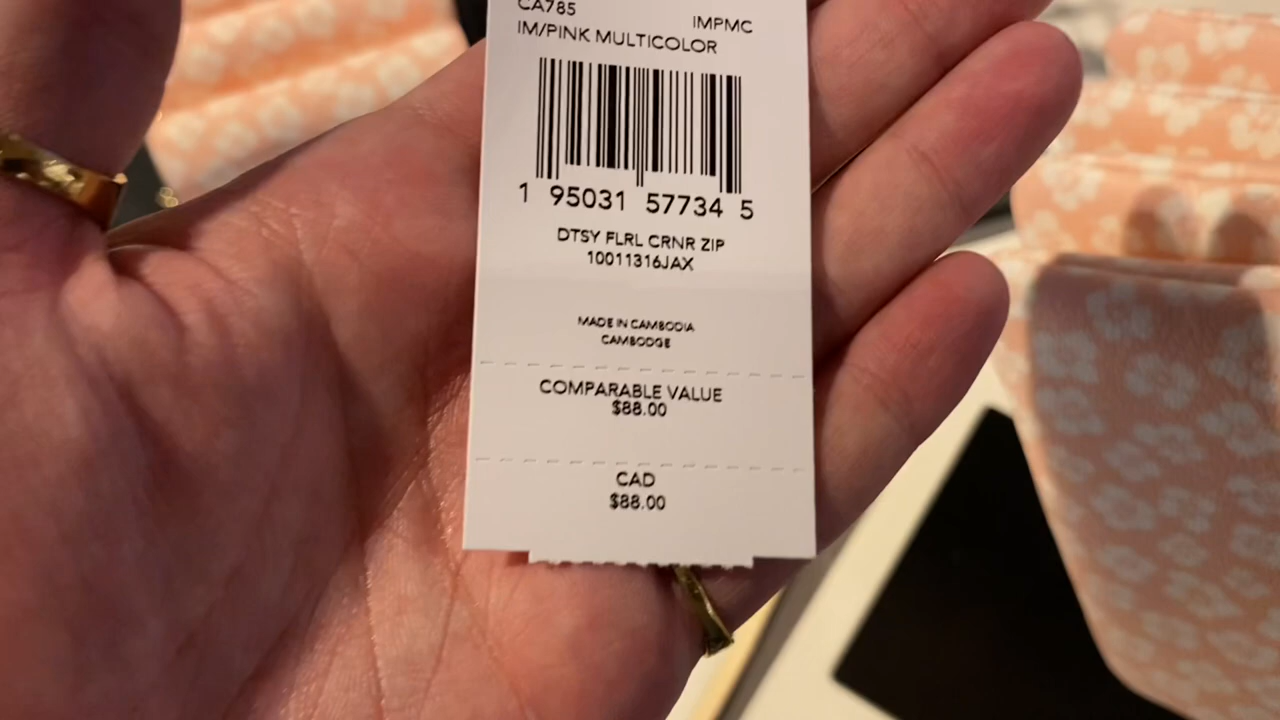 CA785 IMPMC
IM/PINK MULTICOLOR
1 95031 57734 5
DTSY FLRL CRNR ZIP
10011316JAX
MADE IN CAMBODIA
CAMBODGE
COMPARABLE VALUE
$88.00
CAD
$88.00